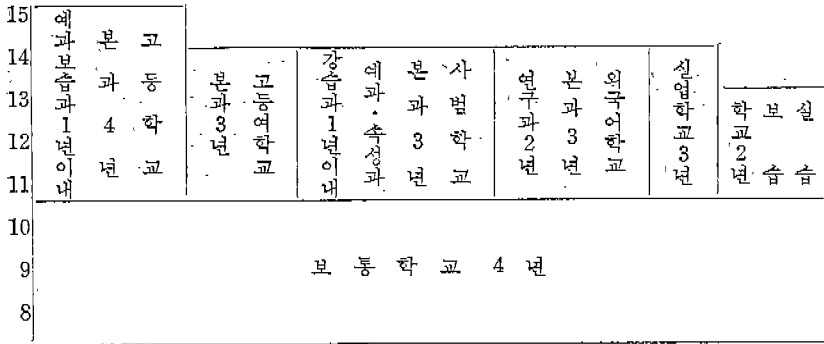 15
14
13
12
11
10
9
8
고등학교
본과 4년
예과보습과1년이내
고등여학교
본과3년
사범학교
본과 3년
예과·속성과
강습과1년이내
외국어학교
본과3년
연구과2년
실업학교3년
실습
보습
학교2년
보통학교 4년